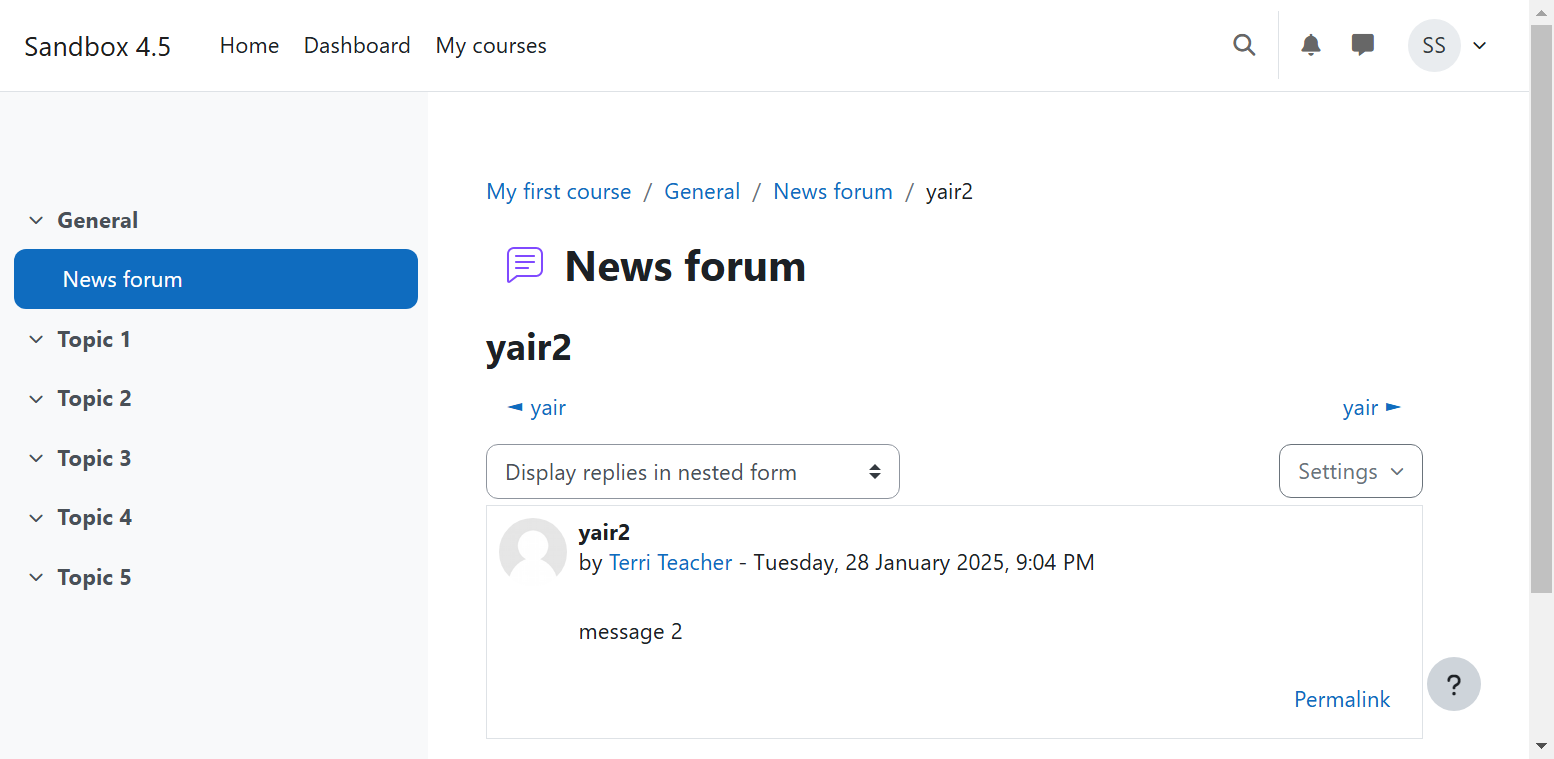 Sandbox 4.5 Home Dashboard My courses SS
General
News forum
Topic 1
Topic 2
Topic 3
Topic 4
Topic 5
My first course / General / News forum / yair2
News forum
yair2
◄ yair yair ►
Display replies in nested form Settings
yair2
by Terri Teacher - Tuesday, 28 January 2025, 9:04 PM
message 2
Permalink
?